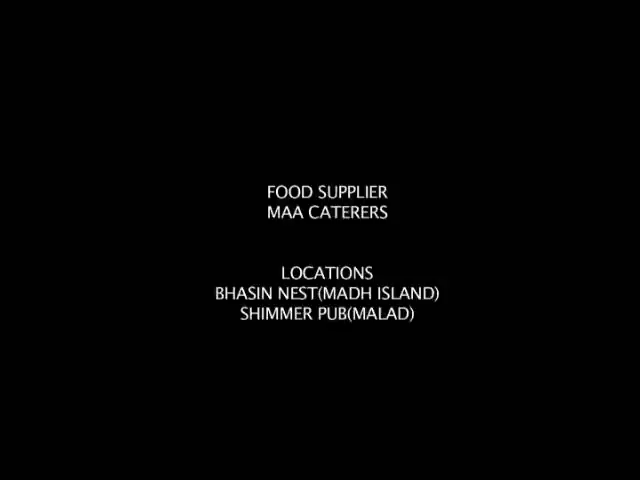 FOOD SUPPLIER
MAA CATERERS
LOCATIONS
BHASIN NEST(MADH ISLAND)
SHIMMER PUB(MALAD)